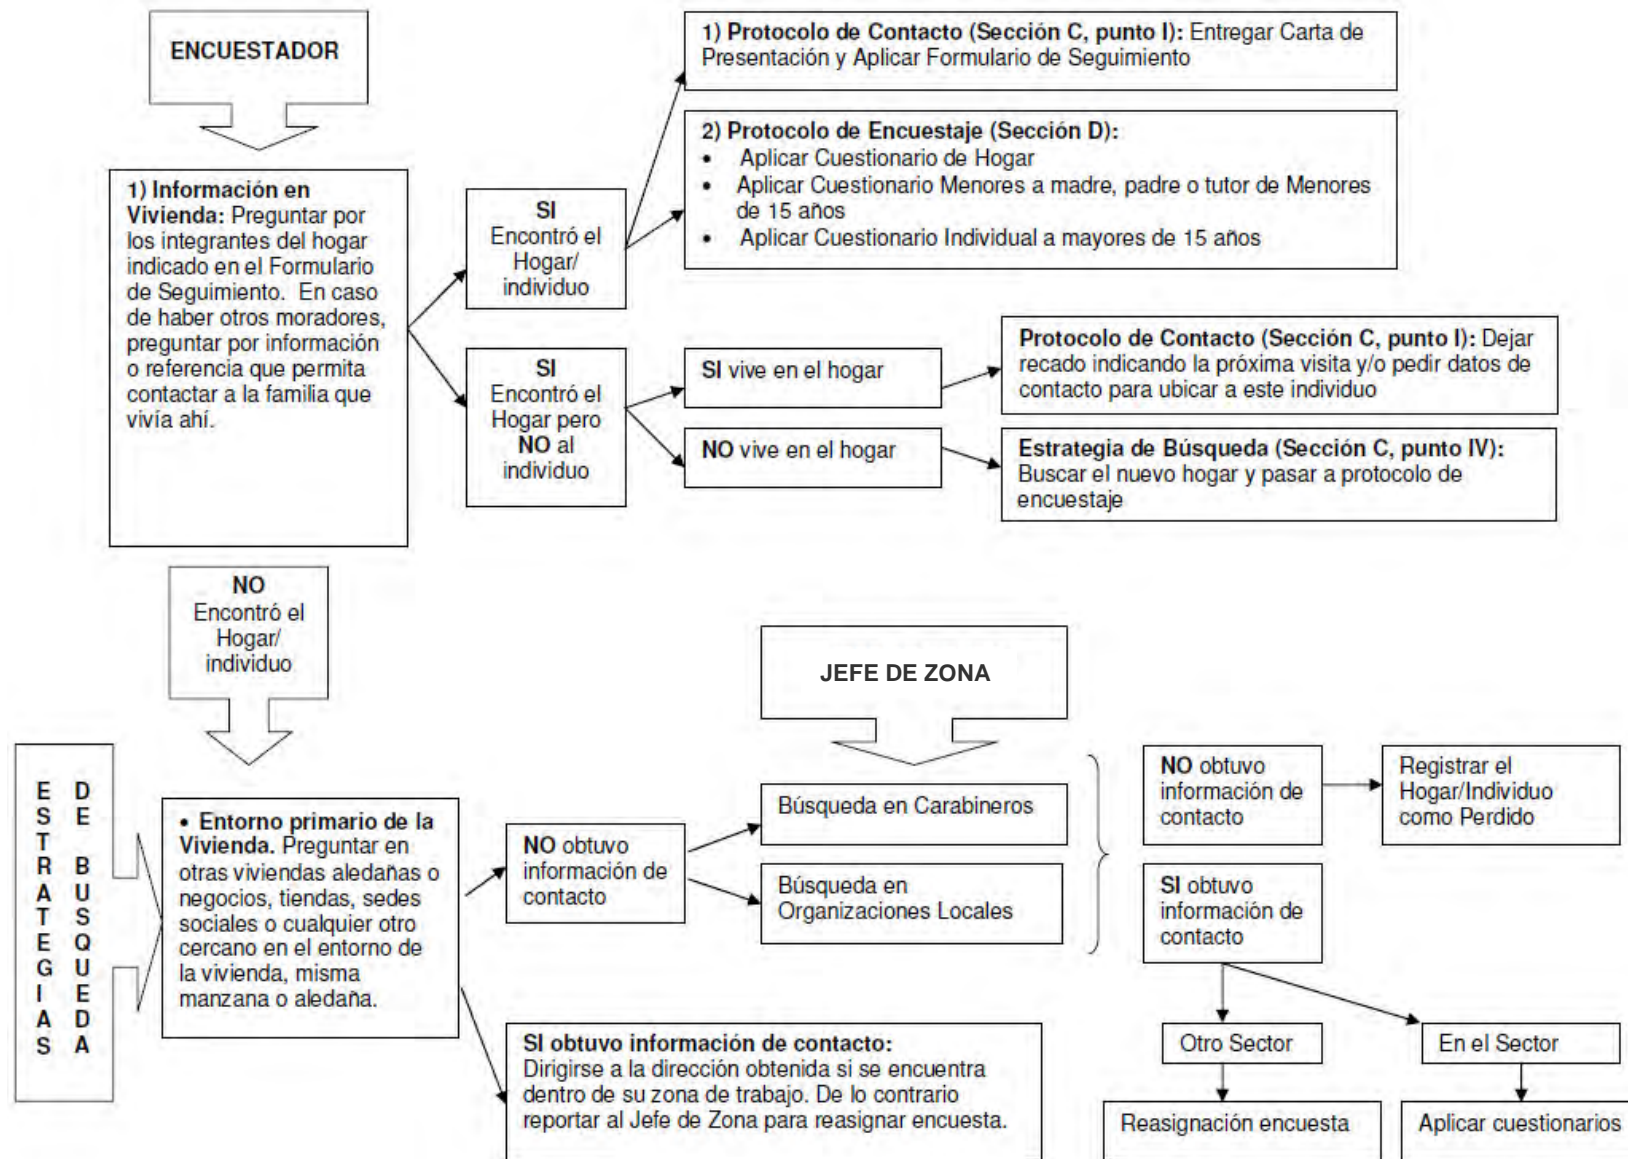 ENCUESTADOR
1) Protocolo de Contacto (Sección C, punto I): Entregar Carta de
Presentación y Aplicar Formulario de Seguimiento
2) Protocolo de Encuestaje (Sección D):
• Aplicar Cuestionario de Hogar
• Aplicar Cuestionario Menores a madre, padre o tutor de Menores
de 15 años
• Aplicar Cuestionario Individual a mayores de 15 años
1) Información en
Vivienda: Preguntar por
los integrantes del hogar
indicado en el Formulario
de Seguimiento. En caso
de haber otros moradores,
preguntar por información
o referencia que permita
contactar a la familia que
vivía ahí.
SI
Encontró el
Hogar/
individuo
SI
Encontró el
Hogar pero
NO al
individuo
SI vive en el hogar
NO vive en el hogar
Protocolo de Contacto (Sección C, punto I): Dejar
recado indicando la próxima visita y/o pedir datos de
contacto para ubicar a este individuo
Estrategia de Búsqueda (Sección C, punto IV):
Buscar el nuevo hogar y pasar a protocolo de
encuestaje
NO
Encontró el
Hogar/
individuo
JEFE DE ZONA
ESTRATEGIAS
DE BUSQUEDA
• Entorno primario de la
Vivienda. Preguntar en
otras viviendas aledañas o
negocios, tiendas, sedes
sociales o cualquier otro
cercano en el entorno de
la vivienda, misma
manzana o aledaña.
NO obtuvo
información de
contacto
Búsqueda en Carabineros
Búsqueda en
Organizaciones Locales
NO obtuvo
información de
contacto
Registrar el
Hogar/Individuo
como Perdido
SI obtuvo
información de
contacto
SI obtuvo información de contacto:
Dirigirse a la dirección obtenida si se encuentra
dentro de su zona de trabajo. De lo contrario
reportar al Jefe de Zona para reasignar encuesta.
Otro Sector
En el Sector
Reasignación encuesta
Aplicar cuestionarios